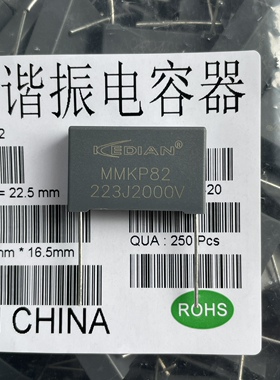 谐振电容器
2
KEDIAN®
MMKP82
223J2000V
= 22.5 mm
20
mm * 16.5mm
QUA : 250 Pcs
CHINA
ROHS